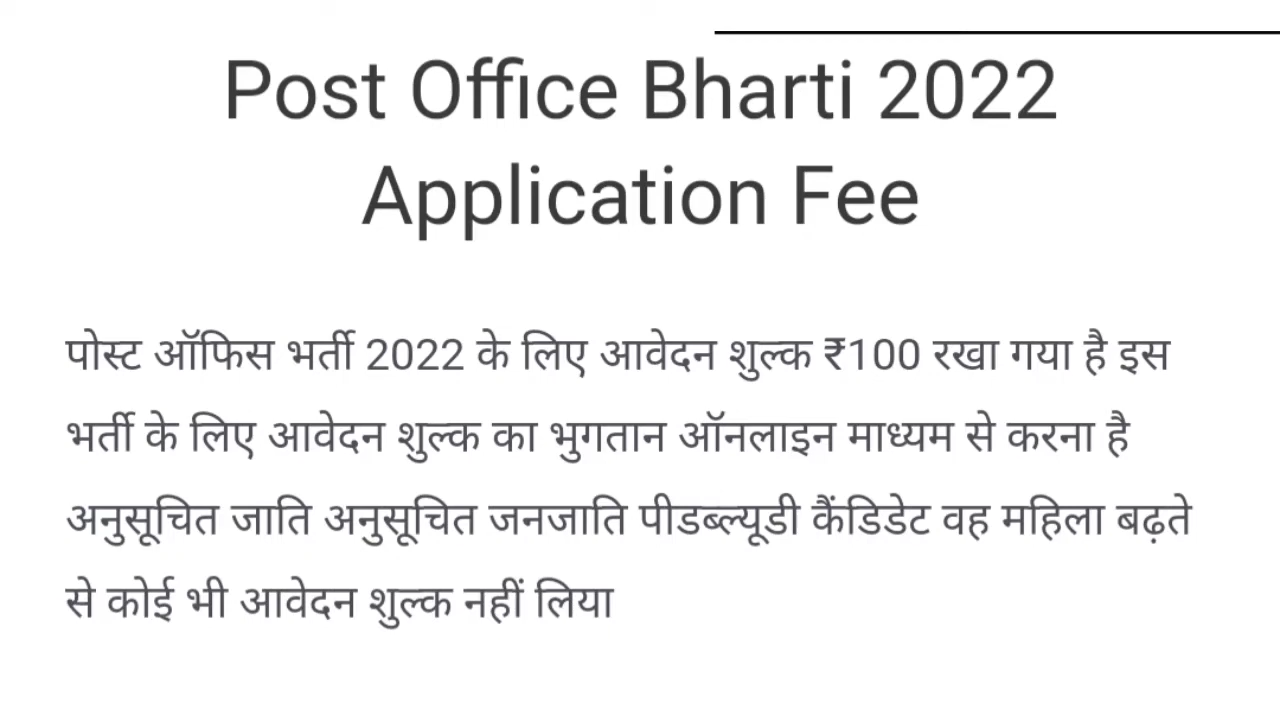 Post Office Bharti 2022
Application Fee
पोस्ट ऑफिस भर्ती 2022 के लिए आवेदन शुल्क ₹100 रखा गया है इस
भर्ती के लिए आवेदन शुल्क का भुगतान ऑनलाइन माध्यम से करना है
अनुसूचित जाति अनुसूचित जनजाति पीडब्ल्यूडी कैंडिडेट वह महिला बढ़ते
से कोई भी आवेदन शुल्क नहीं लिया